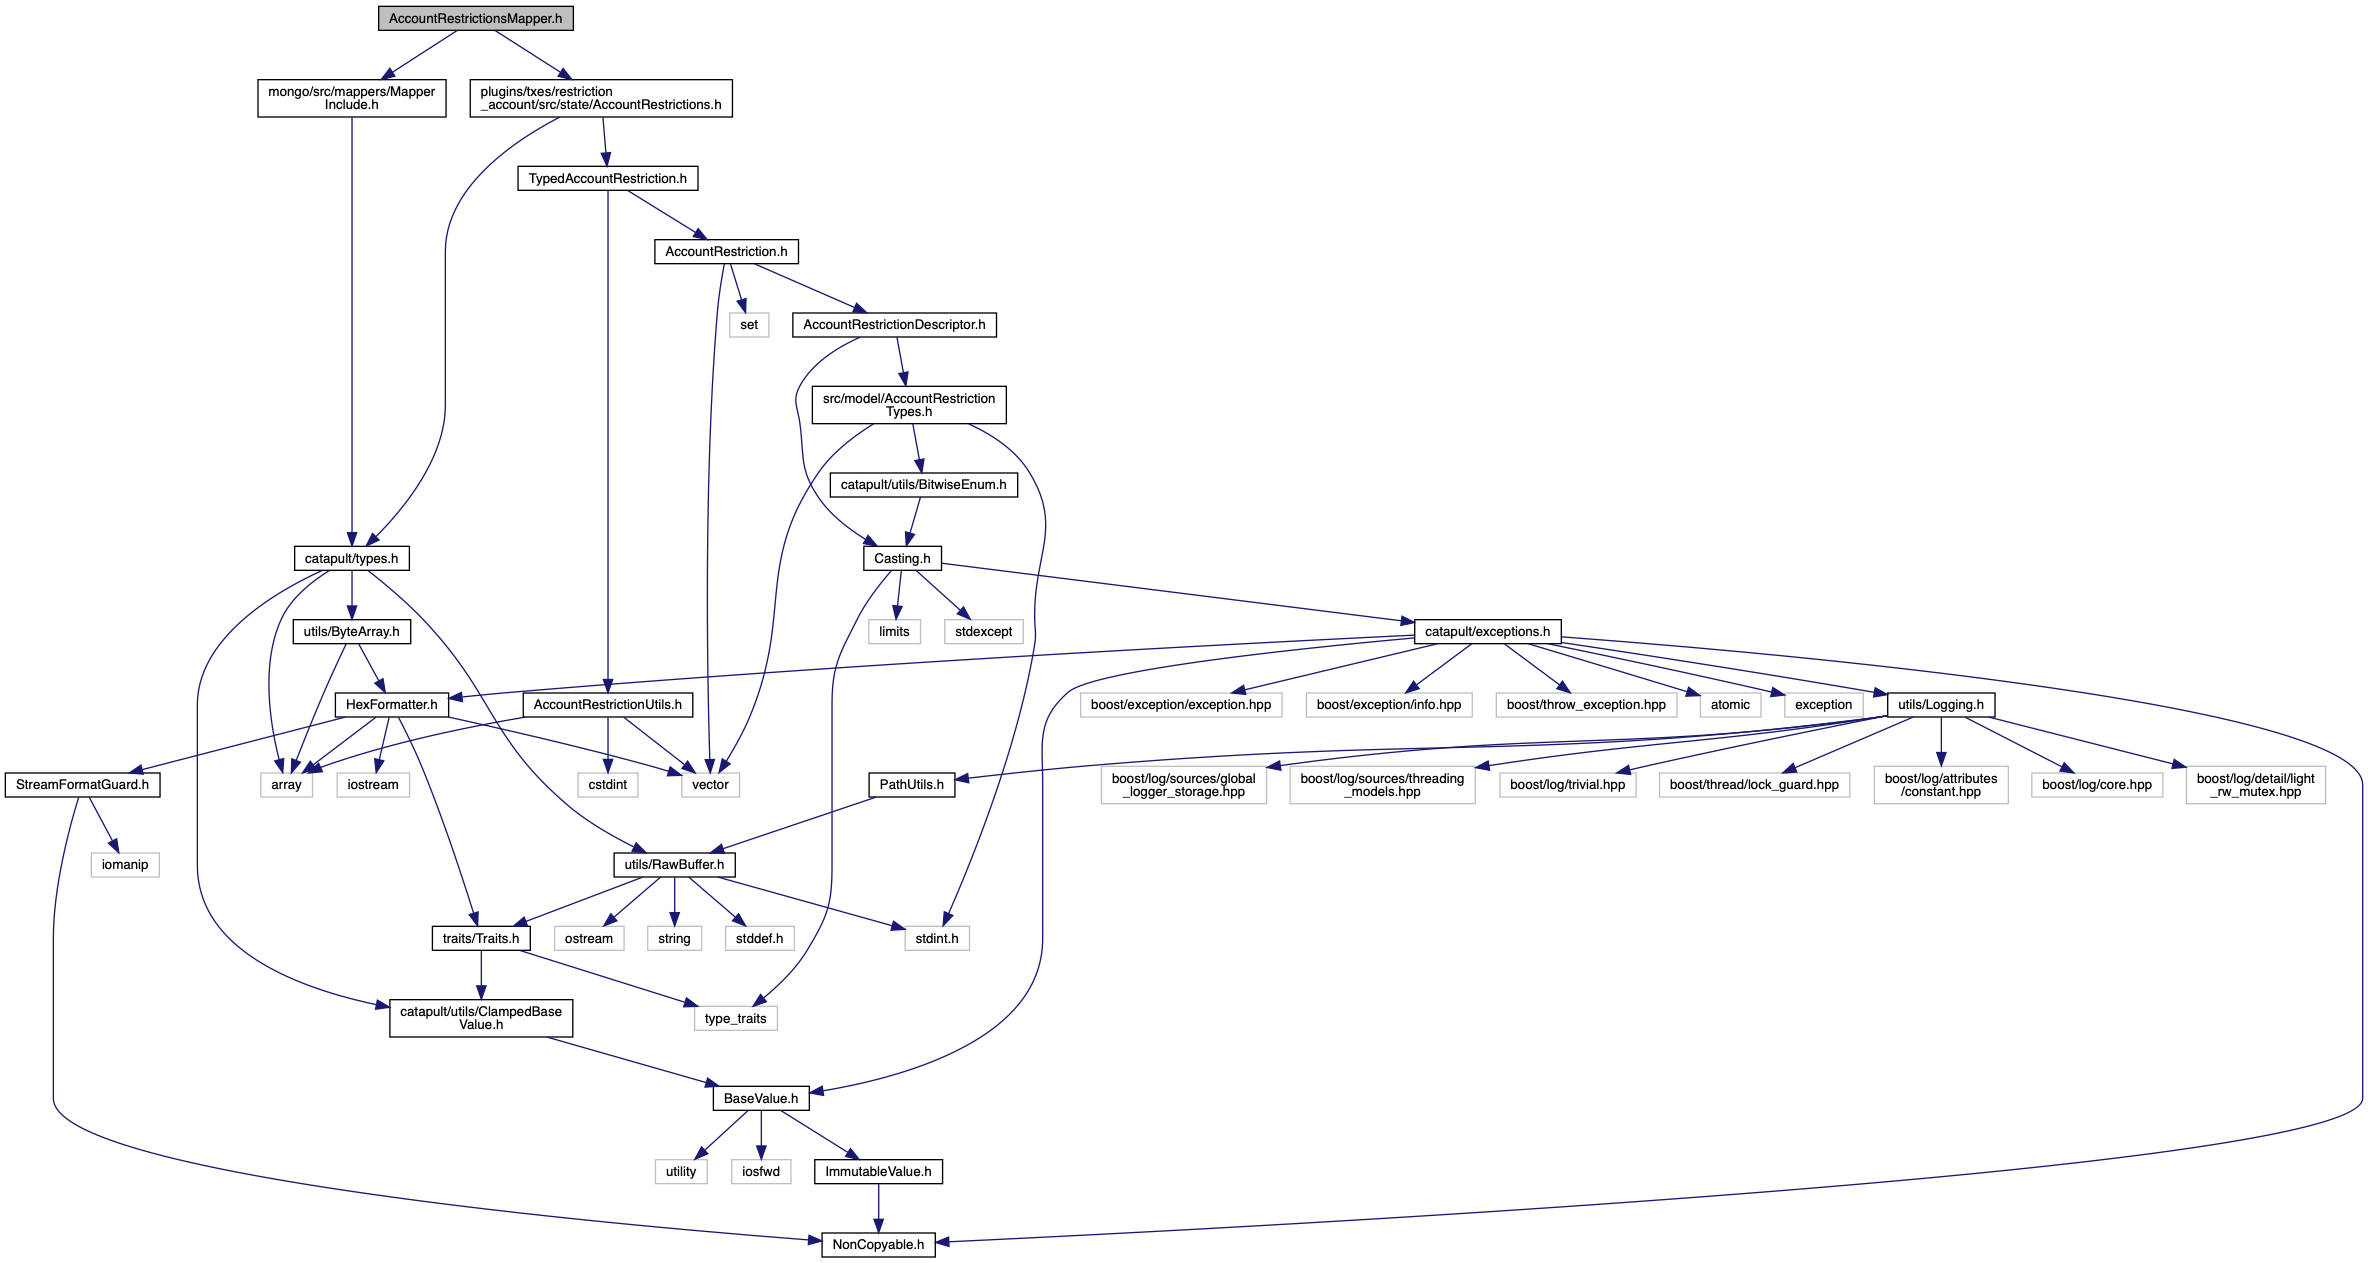 AccountRestrictionsMapper.h
mongo/src/mappers/Mapper
Include.h
plugins/txes/restriction
_account/src/state/AccountRestrictions.h
TypedAccountRestriction.h
AccountRestriction.h
set
AccountRestrictionDescriptor.h
src/model/AccountRestriction
Types.h
catapult/utils/BitwiseEnum.h
catapult/types.h
Casting.h
utils/ByteArray.h
limits
stdexcept
catapult/exceptions.h
HexFormatter.h
AccountRestrictionUtils.h
boost/exception/exception.hpp
boost/exception/info.hpp
boost/throw_exception.hpp
atomic
exception
utils/Logging.h
StreamFormatGuard.h
array
iostream
cstdint
vector
PathUtils.h
boost/log/sources/global
_logger_storage.hpp
boost/log/sources/threading
_models.hpp
boost/log/trivial.hpp
boost/thread/lock_guard.hpp
boost/log/attributes
/constant.hpp
boost/log/core.hpp
boost/log/detail/light
_rw_mutex.hpp
iomanip
utils/RawBuffer.h
traits/Traits.h
ostream
string
stddef.h
stdint.h
catapult/utils/ClampedBase
Value.h
type_traits
BaseValue.h
utility
iosfwd
ImmutableValue.h
NonCopyable.h